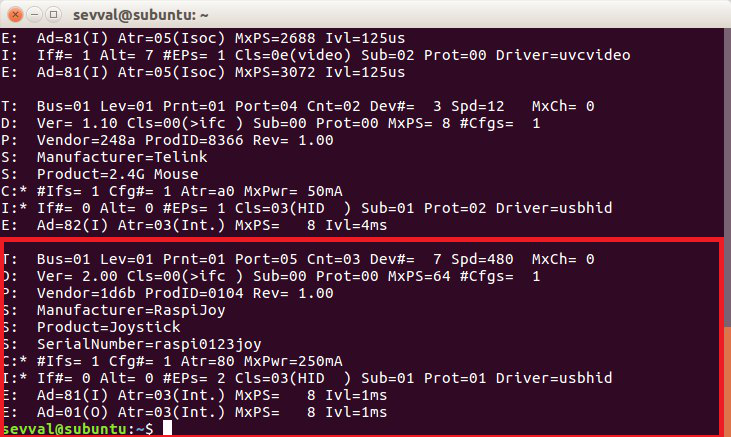 sevval@subuntu: ~
E:  Ad=81(I) Atr=05(Isoc) MxPS=2688 Ivl=125us
I:  If#= 1 Alt= 7 #EPs= 1 Cls=0e(video) Sub=02 Prot=00 Driver=uvcvideo
E:  Ad=81(I) Atr=05(Isoc) MxPS=3072 Ivl=125us
T:  Bus=01 Lev=01 Prnt=01 Port=04 Cnt=02 Dev#=  3 Spd=12   MxCh= 0
D:  Ver= 1.10 Cls=00(>ifc ) Sub=00 Prot=00 MxPS= 8 #Cfgs=  1
P:  Vendor=248a ProdID=8366 Rev= 1.00
S:  Manufacturer=Telink
S:  Product=2.4G Mouse
C:* #Ifs= 1 Cfg#= 1 Atr=a0 MxPwr= 50mA
I:* If#= 0 Alt= 0 #EPs= 1 Cls=03(HID  ) Sub=01 Prot=02 Driver=usbhid
E:  Ad=82(I) Atr=03(Int.) MxPS=   8 Ivl=4ms
T:  Bus=01 Lev=01 Prnt=01 Port=05 Cnt=03 Dev#=  7 Spd=480  MxCh= 0
D:  Ver= 2.00 Cls=00(>ifc ) Sub=00 Prot=00 MxPS=64 #Cfgs=  1
P:  Vendor=1d6b ProdID=0104 Rev= 1.00
S:  Manufacturer=RaspiJoy
S:  Product=Joystick
S:  SerialNumber=raspi0123joy
C:* #Ifs= 1 Cfg#= 1 Atr=80 MxPwr=250mA
I:* If#= 0 Alt= 0 #EPs= 2 Cls=03(HID  ) Sub=01 Prot=01 Driver=usbhid
E:  Ad=81(I) Atr=03(Int.) MxPS=   8 Ivl=1ms
E:  Ad=01(O) Atr=03(Int.) MxPS=   8 Ivl=1ms
sevval@subuntu:~$